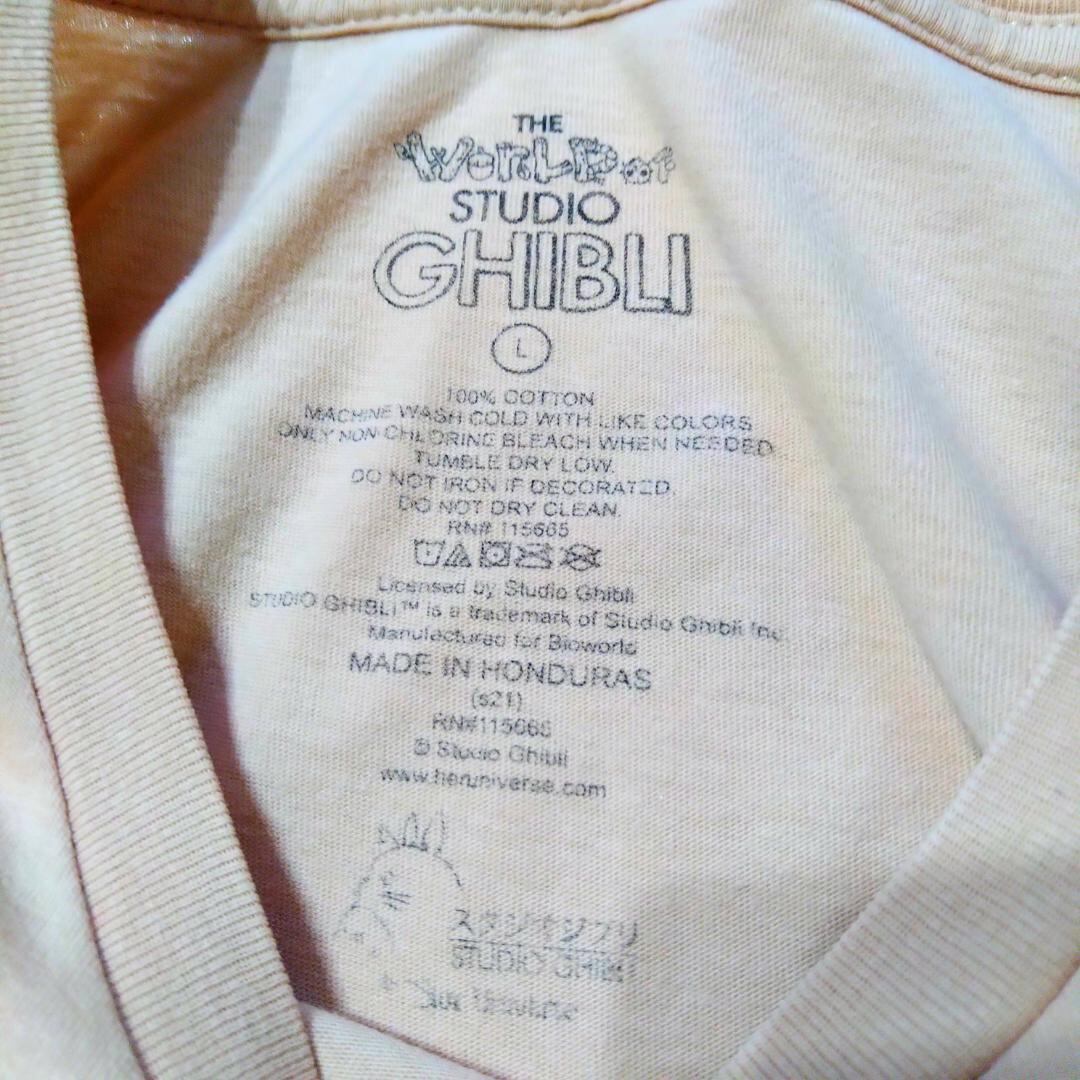 THE
WORLD OF
STUDIO
GHIBLI
L
100% COTTON
MACHINE WASH COLD WITH LIKE COLORS
ONLY NON-CHLORINE BLEACH WHEN NEEDED
TUMBLE DRY LOW.
DO NOT IRON IF DECORATED.
DO NOT DRY CLEAN.
RN# 115665
Licensed by Studio Ghibli
STUDIO GHIBLI™ is a trademark of Studio Ghibli Inc.
Manufactured for Bioworld
MADE IN HONDURAS
(s21)
RN#115665
© Studio Ghibli
www.heruniverse.com
スタジオジブリ
STUDIO GHIBLI